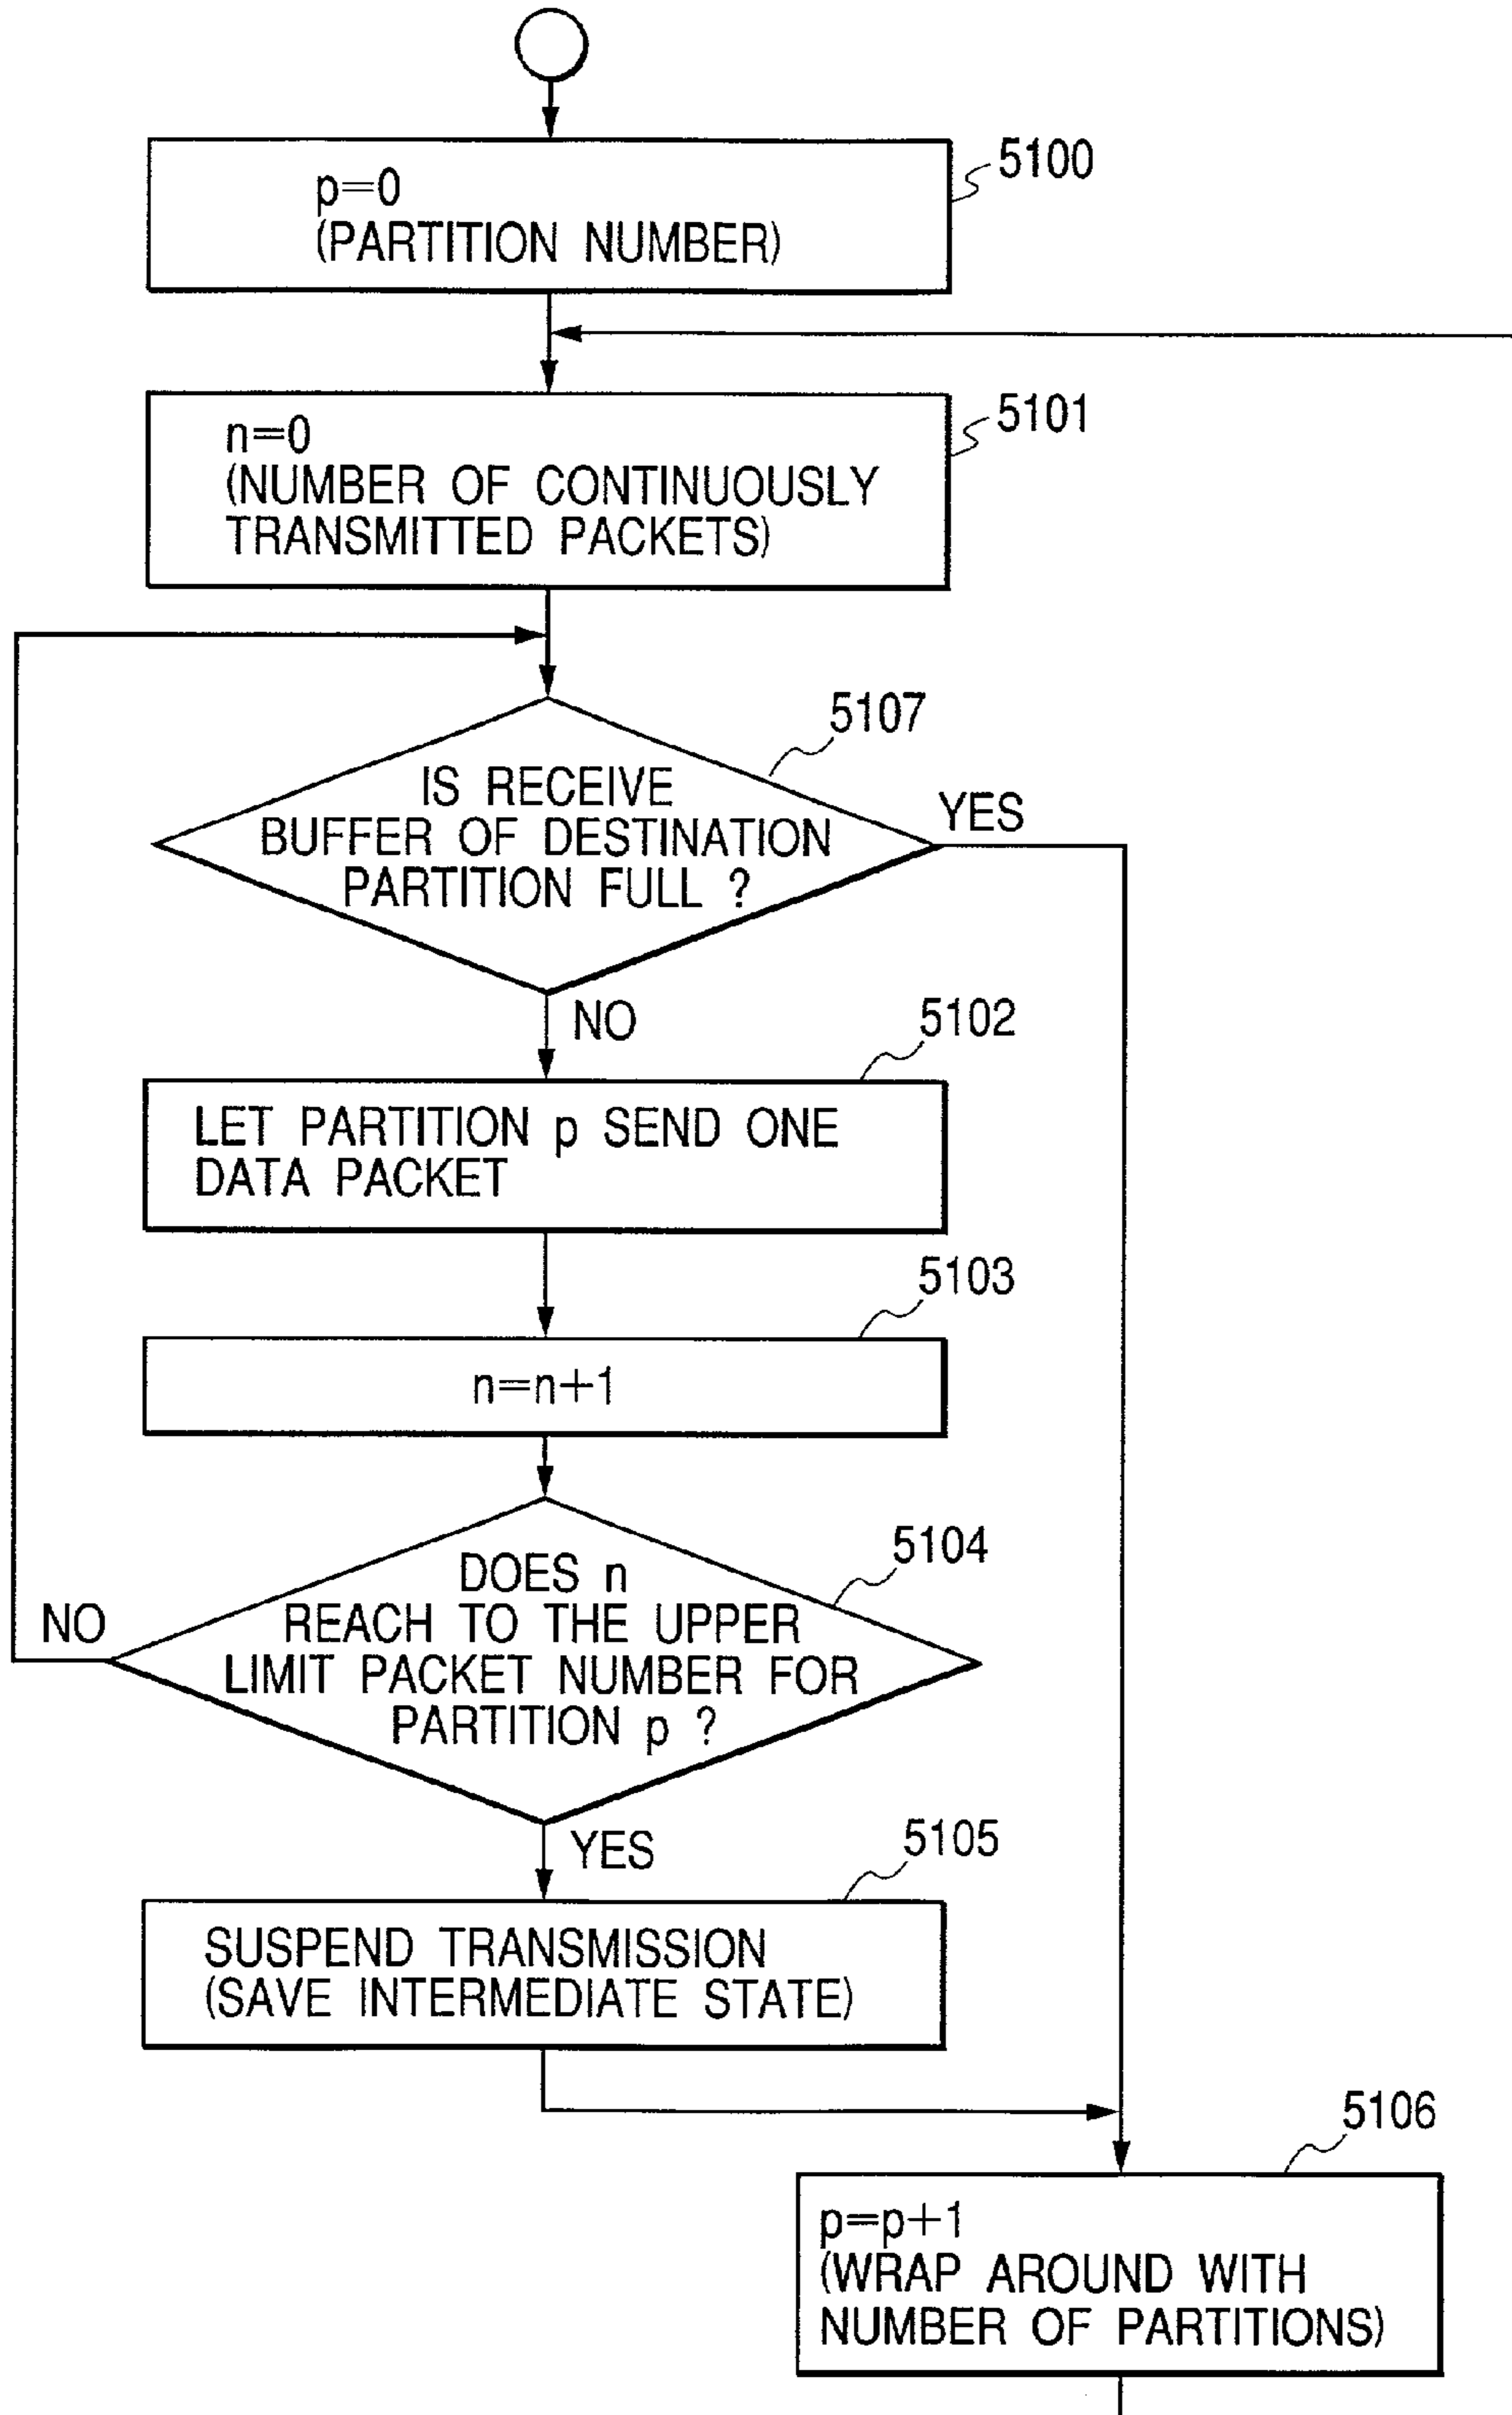 5100
p=0
(PARTITION NUMBER)
5101
n=0
(NUMBER OF CONTINUOUSLY
TRANSMITTED PACKETS)
5107
IS RECEIVE
BUFFER OF DESTINATION
PARTITION FULL ?
YES
NO
5102
LET PARTITION p SEND ONE
DATA PACKET
5103
n=n+1
5104
DOES n
REACH TO THE UPPER
LIMIT PACKET NUMBER FOR
PARTITION p ?
NO
YES
5105
SUSPEND TRANSMISSION
(SAVE INTERMEDIATE STATE)
5106
p=p+1
(WRAP AROUND WITH
NUMBER OF PARTITIONS)